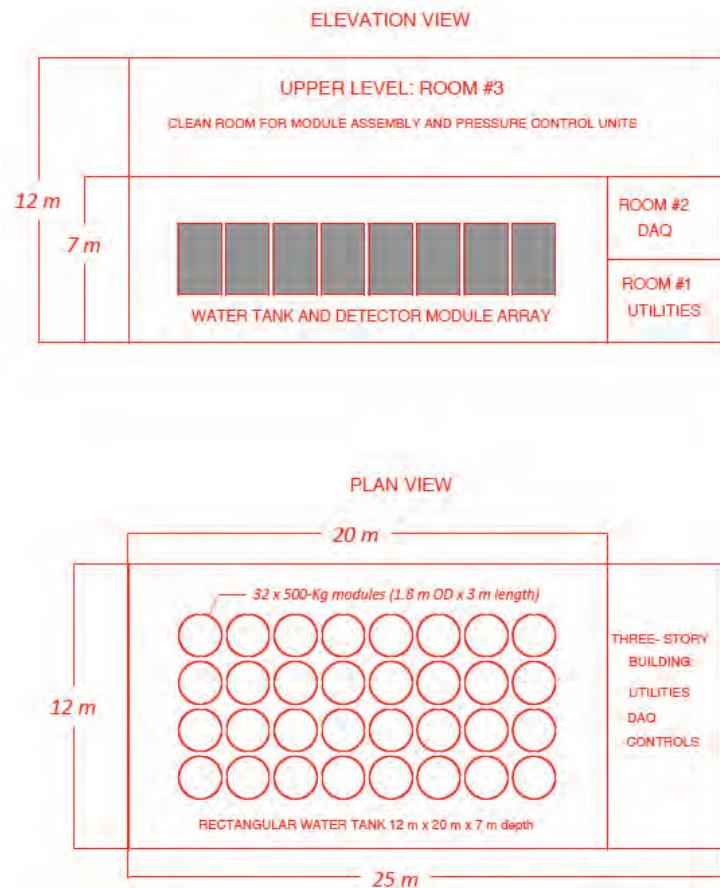 ELEVATION VIEW
UPPER LEVEL: ROOM #3
CLEAN ROOM FOR MODULE ASSEMBLY AND PRESSURE CONTROL UNITS
12 m
7 m
ROOM #2
DAQ
ROOM #1
UTILITIES
WATER TANK AND DETECTOR MODULE ARRAY
PLAN VIEW
20 m
32 x 500-Kg modules (1.8 m OD x 3 m length)
12 m
THREE- STORY
BUILDING:
UTILITIES
DAQ
CONTROLS
RECTANGULAR WATER TANK 12 m x 20 m x 7 m depth
25 m